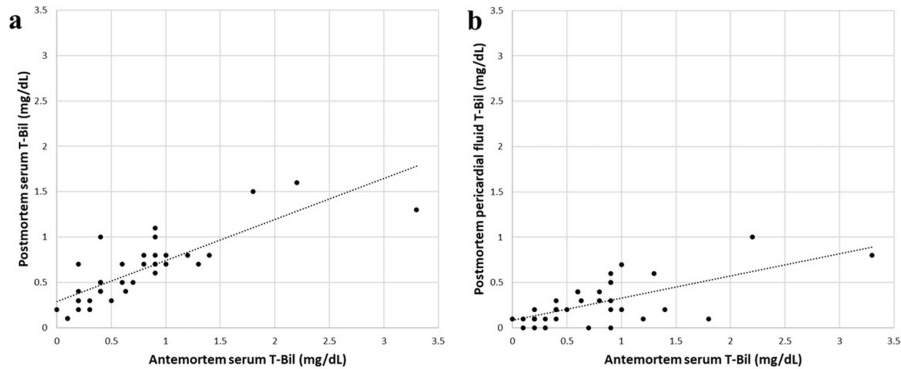 a
Postmortem serum T-Bil (mg/dL)
3.5
3
2.5
2
1.5
1
0.5
0
0 0.5 1 1.5 2 2.5 3 3.5
Antemortem serum T-Bil (mg/dL)
b
Postmortem pericardial fluid T-Bil (mg/dL)
3.5
3
2.5
2
1.5
1
0.5
0
0 0.5 1 1.5 2 2.5 3 3.5
Antemortem serum T-Bil (mg/dL)